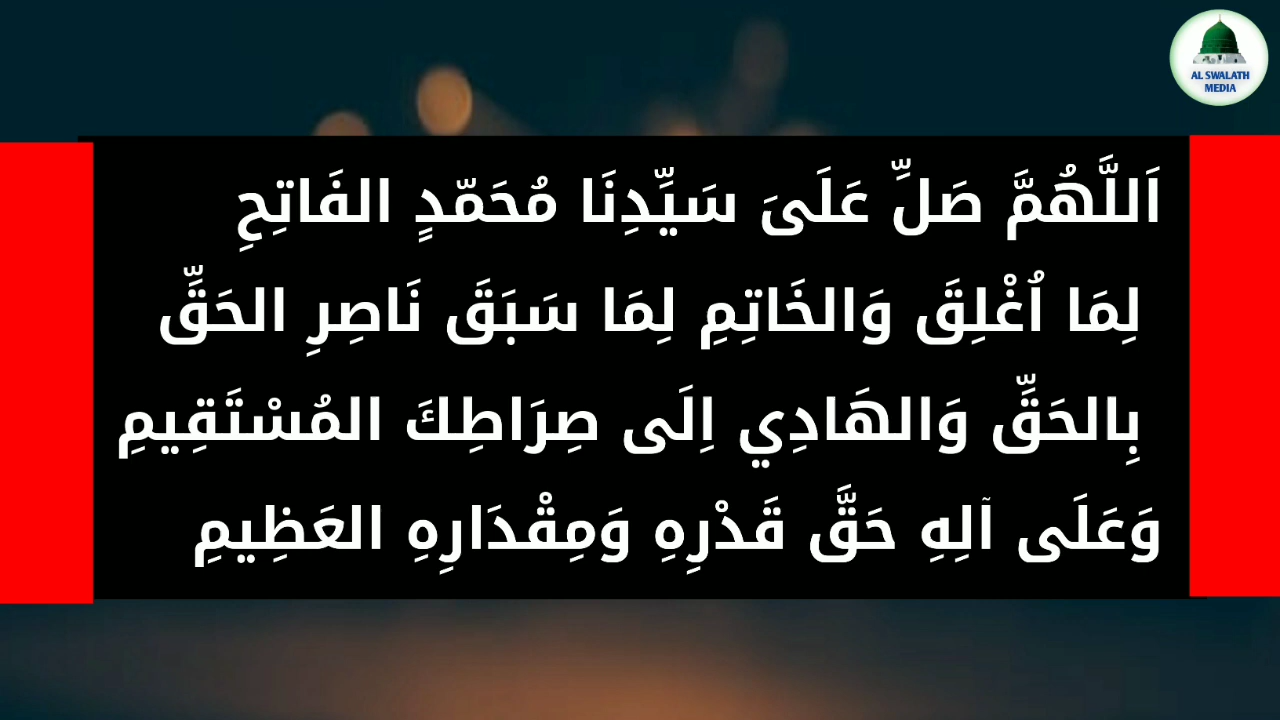 AL SWALATH
MEDIA
اَللَّهُمَّ صَلِّ عَلَىَ سَيِّدِنَا مُحَمّدٍ الفَاتِحِ
لِمَا اُغْلِقَ وَالخَاتِمِ لِمَا سَبَقَ نَاصِرِ الحَقِّ
بِالحَقِّ وَالهَادِي اِلَى صِرَاطِكَ المُسْتَقِيمِ
وَعَلَى آلِهِ حَقَّ قَدْرِهِ وَمِقْدَارِهِ العَظِيمِ